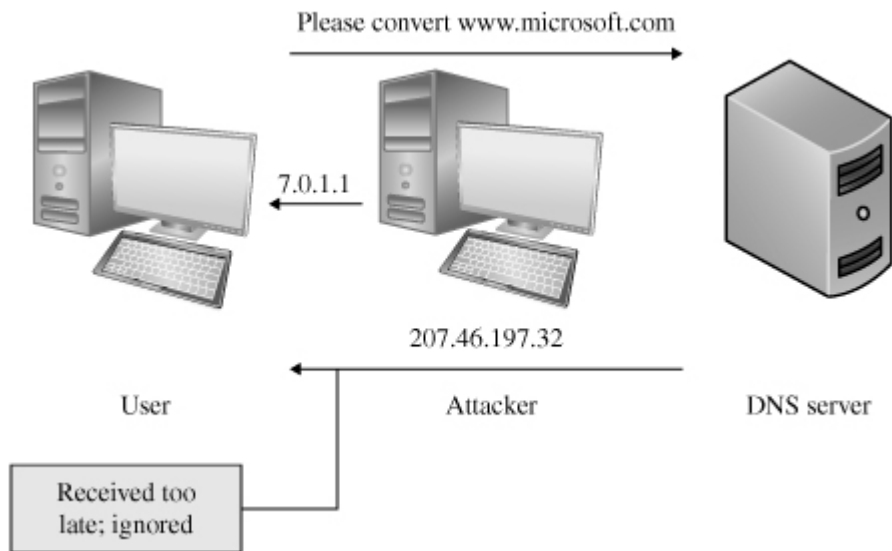 Please convert www.microsoft.com
7.0.1.1
207.46.197.32
User
Attacker
DNS server
Received too
late; ignored